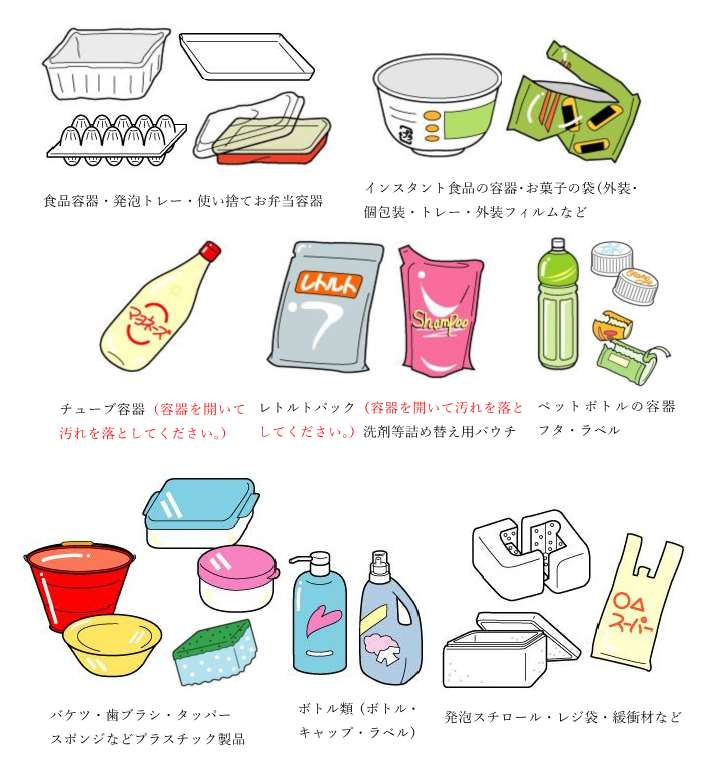 食品容器・発泡トレー・使い捨てお弁当容器
インスタント食品の容器・お菓子の袋(外装・
個包装・トレー・外装フィルムなど
マヨネーズ
レトルト
Shampoo
チューブ容器(容器を開いて
汚れを落としてください。)
レトルトパック(容器を開いて汚れを落と
してください。)洗剤等詰め替え用パウチ
ペットボトルの容器
フタ・ラベル
○△
スーパー
バケツ・歯ブラシ・タッパー
スポンジなどプラスチック製品
ボトル類(ボトル・
キャップ・ラベル)
発泡スチロール・レジ袋・緩衝材など